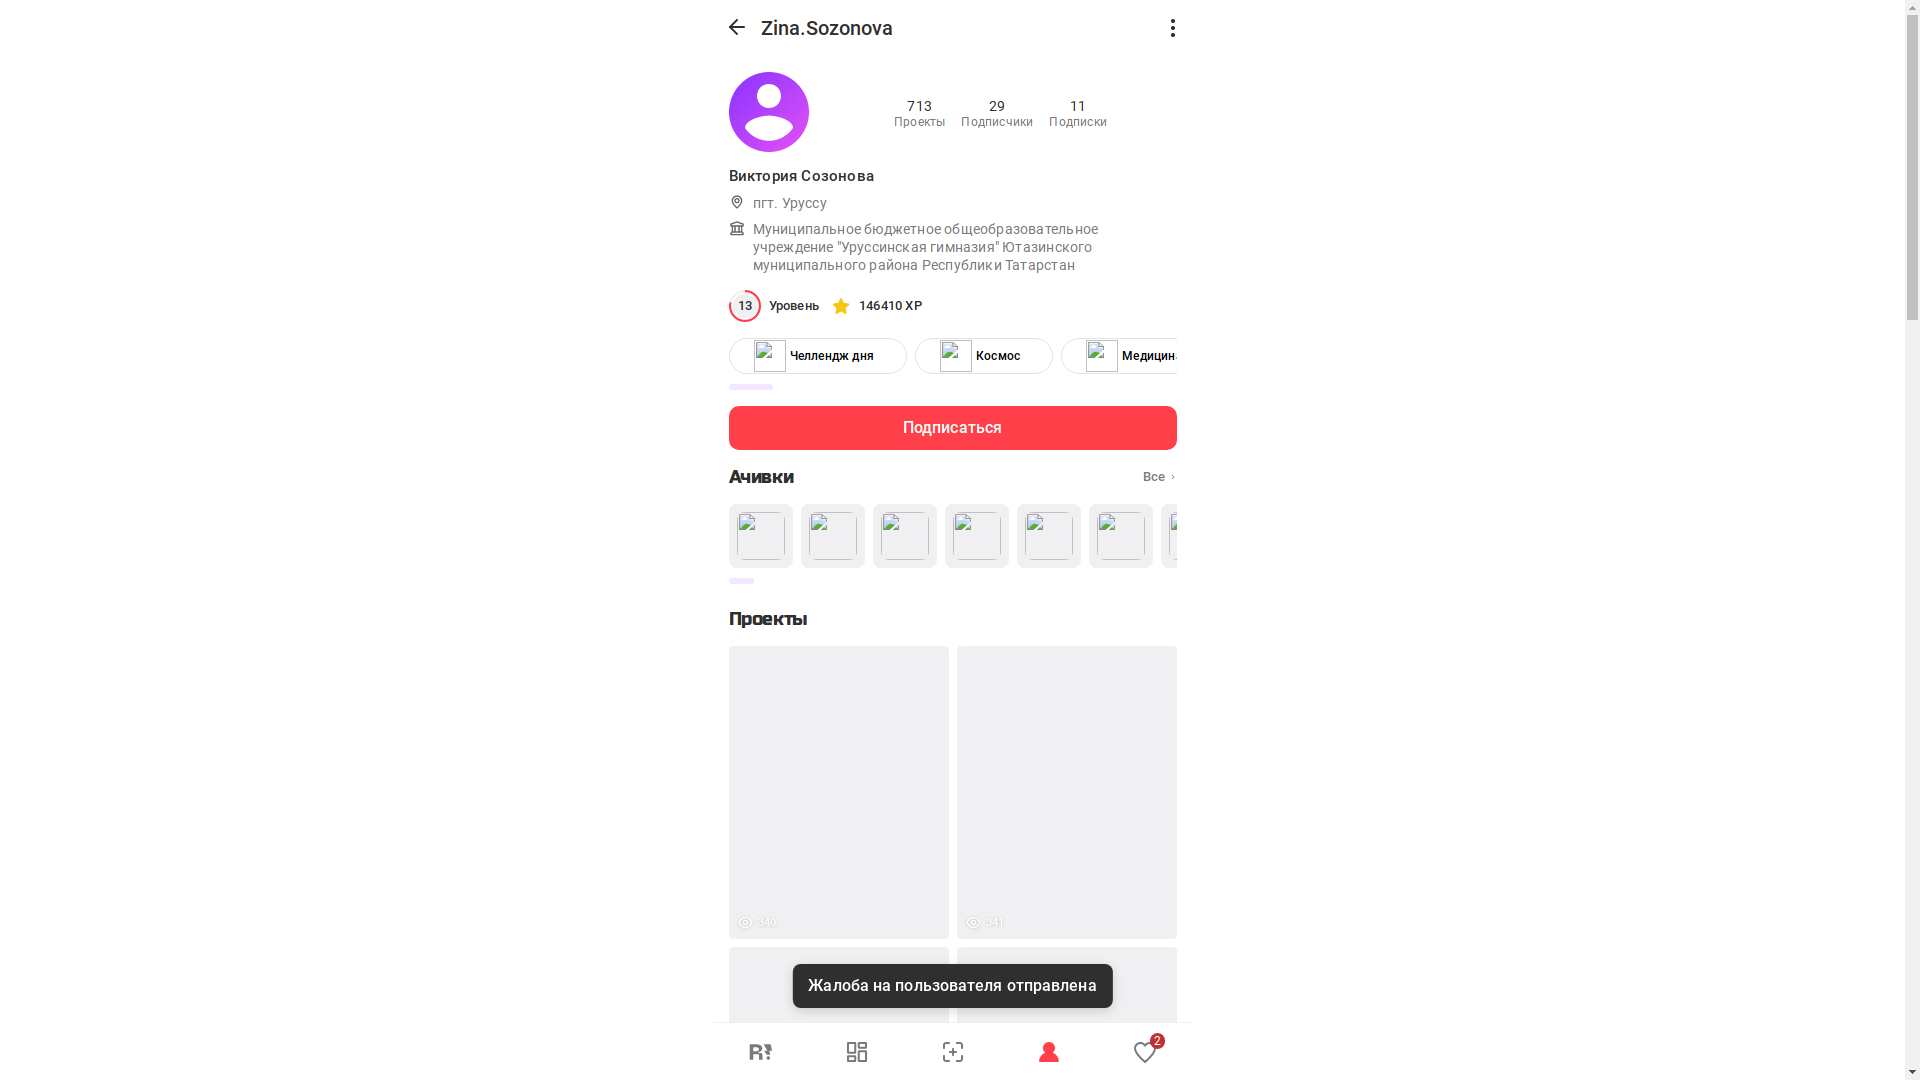 Zina.Sozonova
713
Проекты
29
Подписчики
11
Подписки
Виктория Созонова
пгт. Уруссу
Муниципальное бюджетное общеобразовательное
учреждение "Уруссинская гимназия" Ютазинского
муниципального района Республики Татарстан
13 Уровень 146410 XP
Челлендж дня
Космос
Медицина
Подписаться
Ачивки
Все
Проекты
340
341
Жалоба на пользователя отправлена
R!
2